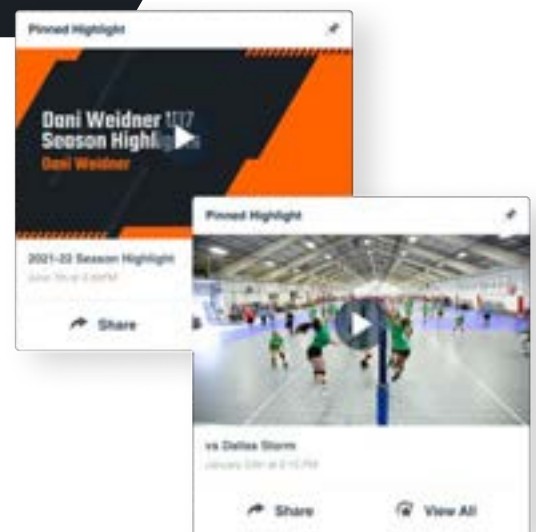 Pinned Highlight
Dani Weidner
Season Highlights
Dani Weidner
2021-22 Season Highlight
Share
Pinned Highlight
vs Dallas Storm
Share
View All